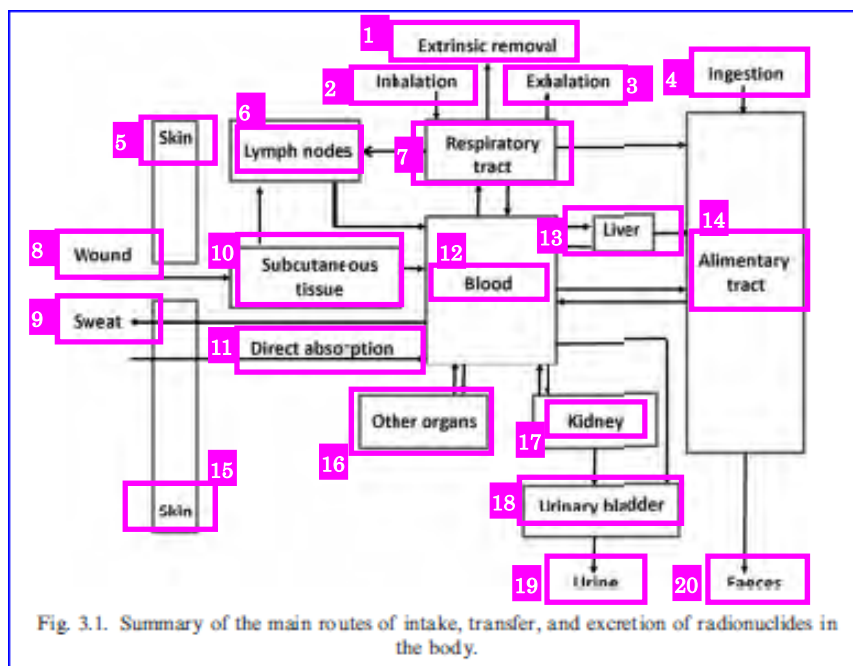 1
Extrinsic removal
2
Inhalation
Exhalation
3
4
Ingestion
5
Skin
6
Lymph nodes
7
Respiratory
tract
8
Wound
9
Sweat
10
Subcutaneous
tissue
11
Direct absorption
12
Blood
13
Liver
14
Alimentary
tract
15
Skin
Other organs
16
17
Kidney
18
Urinary bladder
19
Urine
20
Faeces
Fig. 3.1. Summary of the main routes of intake, transfer, and excretion of radionuclides in
the body.